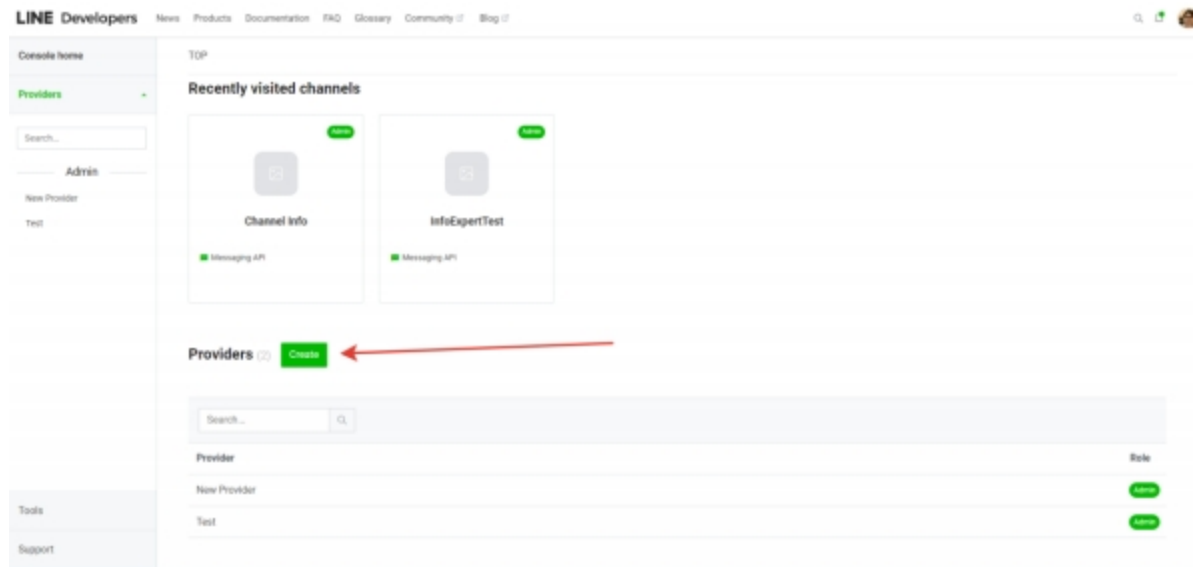 LINE Developers News Products Documentation FAQ Glossary Community Blog
Console home
TOP
Providers
Recently visited channels
Search...
Admin
New Provider
Test
Admin
Channel Info
Messaging API
Admin
InfoExpertTest
Messaging API
Providers (2) Create
Search...
Provider Role
New Provider Admin
Test Admin
Tools
Support